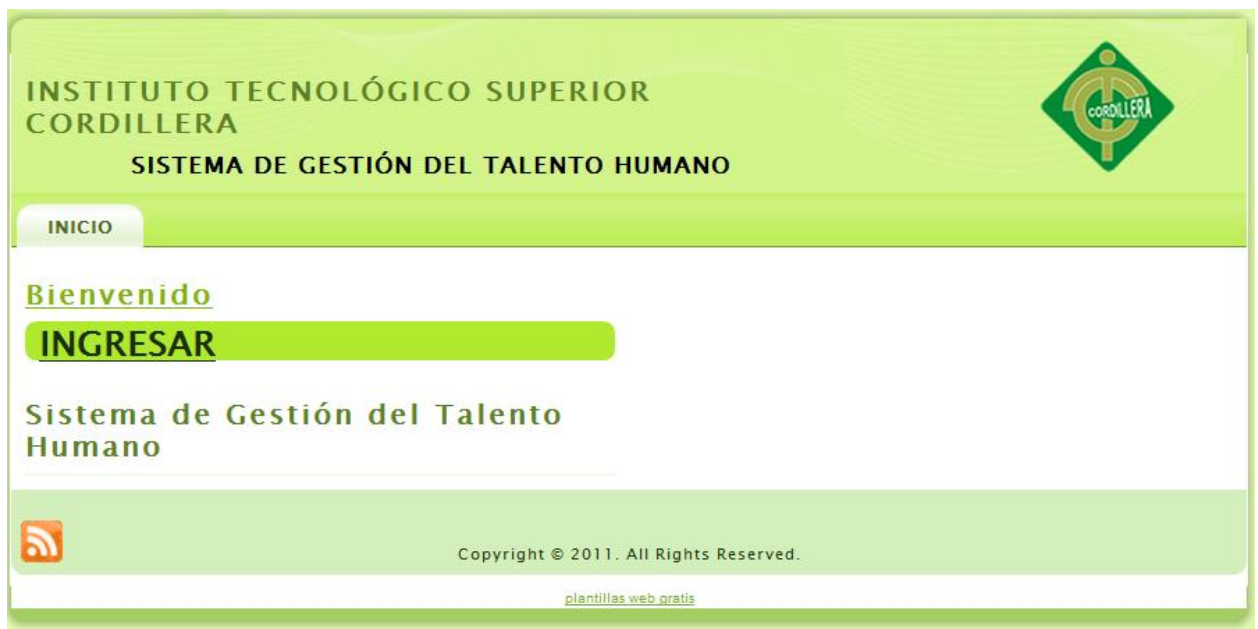 INSTITUTO TECNOLÓGICO SUPERIOR
CORDILLERA
CORDILLERA
SISTEMA DE GESTIÓN DEL TALENTO HUMANO
INICIO
Bienvenido
INGRESAR
Sistema de Gestión del Talento
Humano
Copyright © 2011. All Rights Reserved.
plantillas web gratis